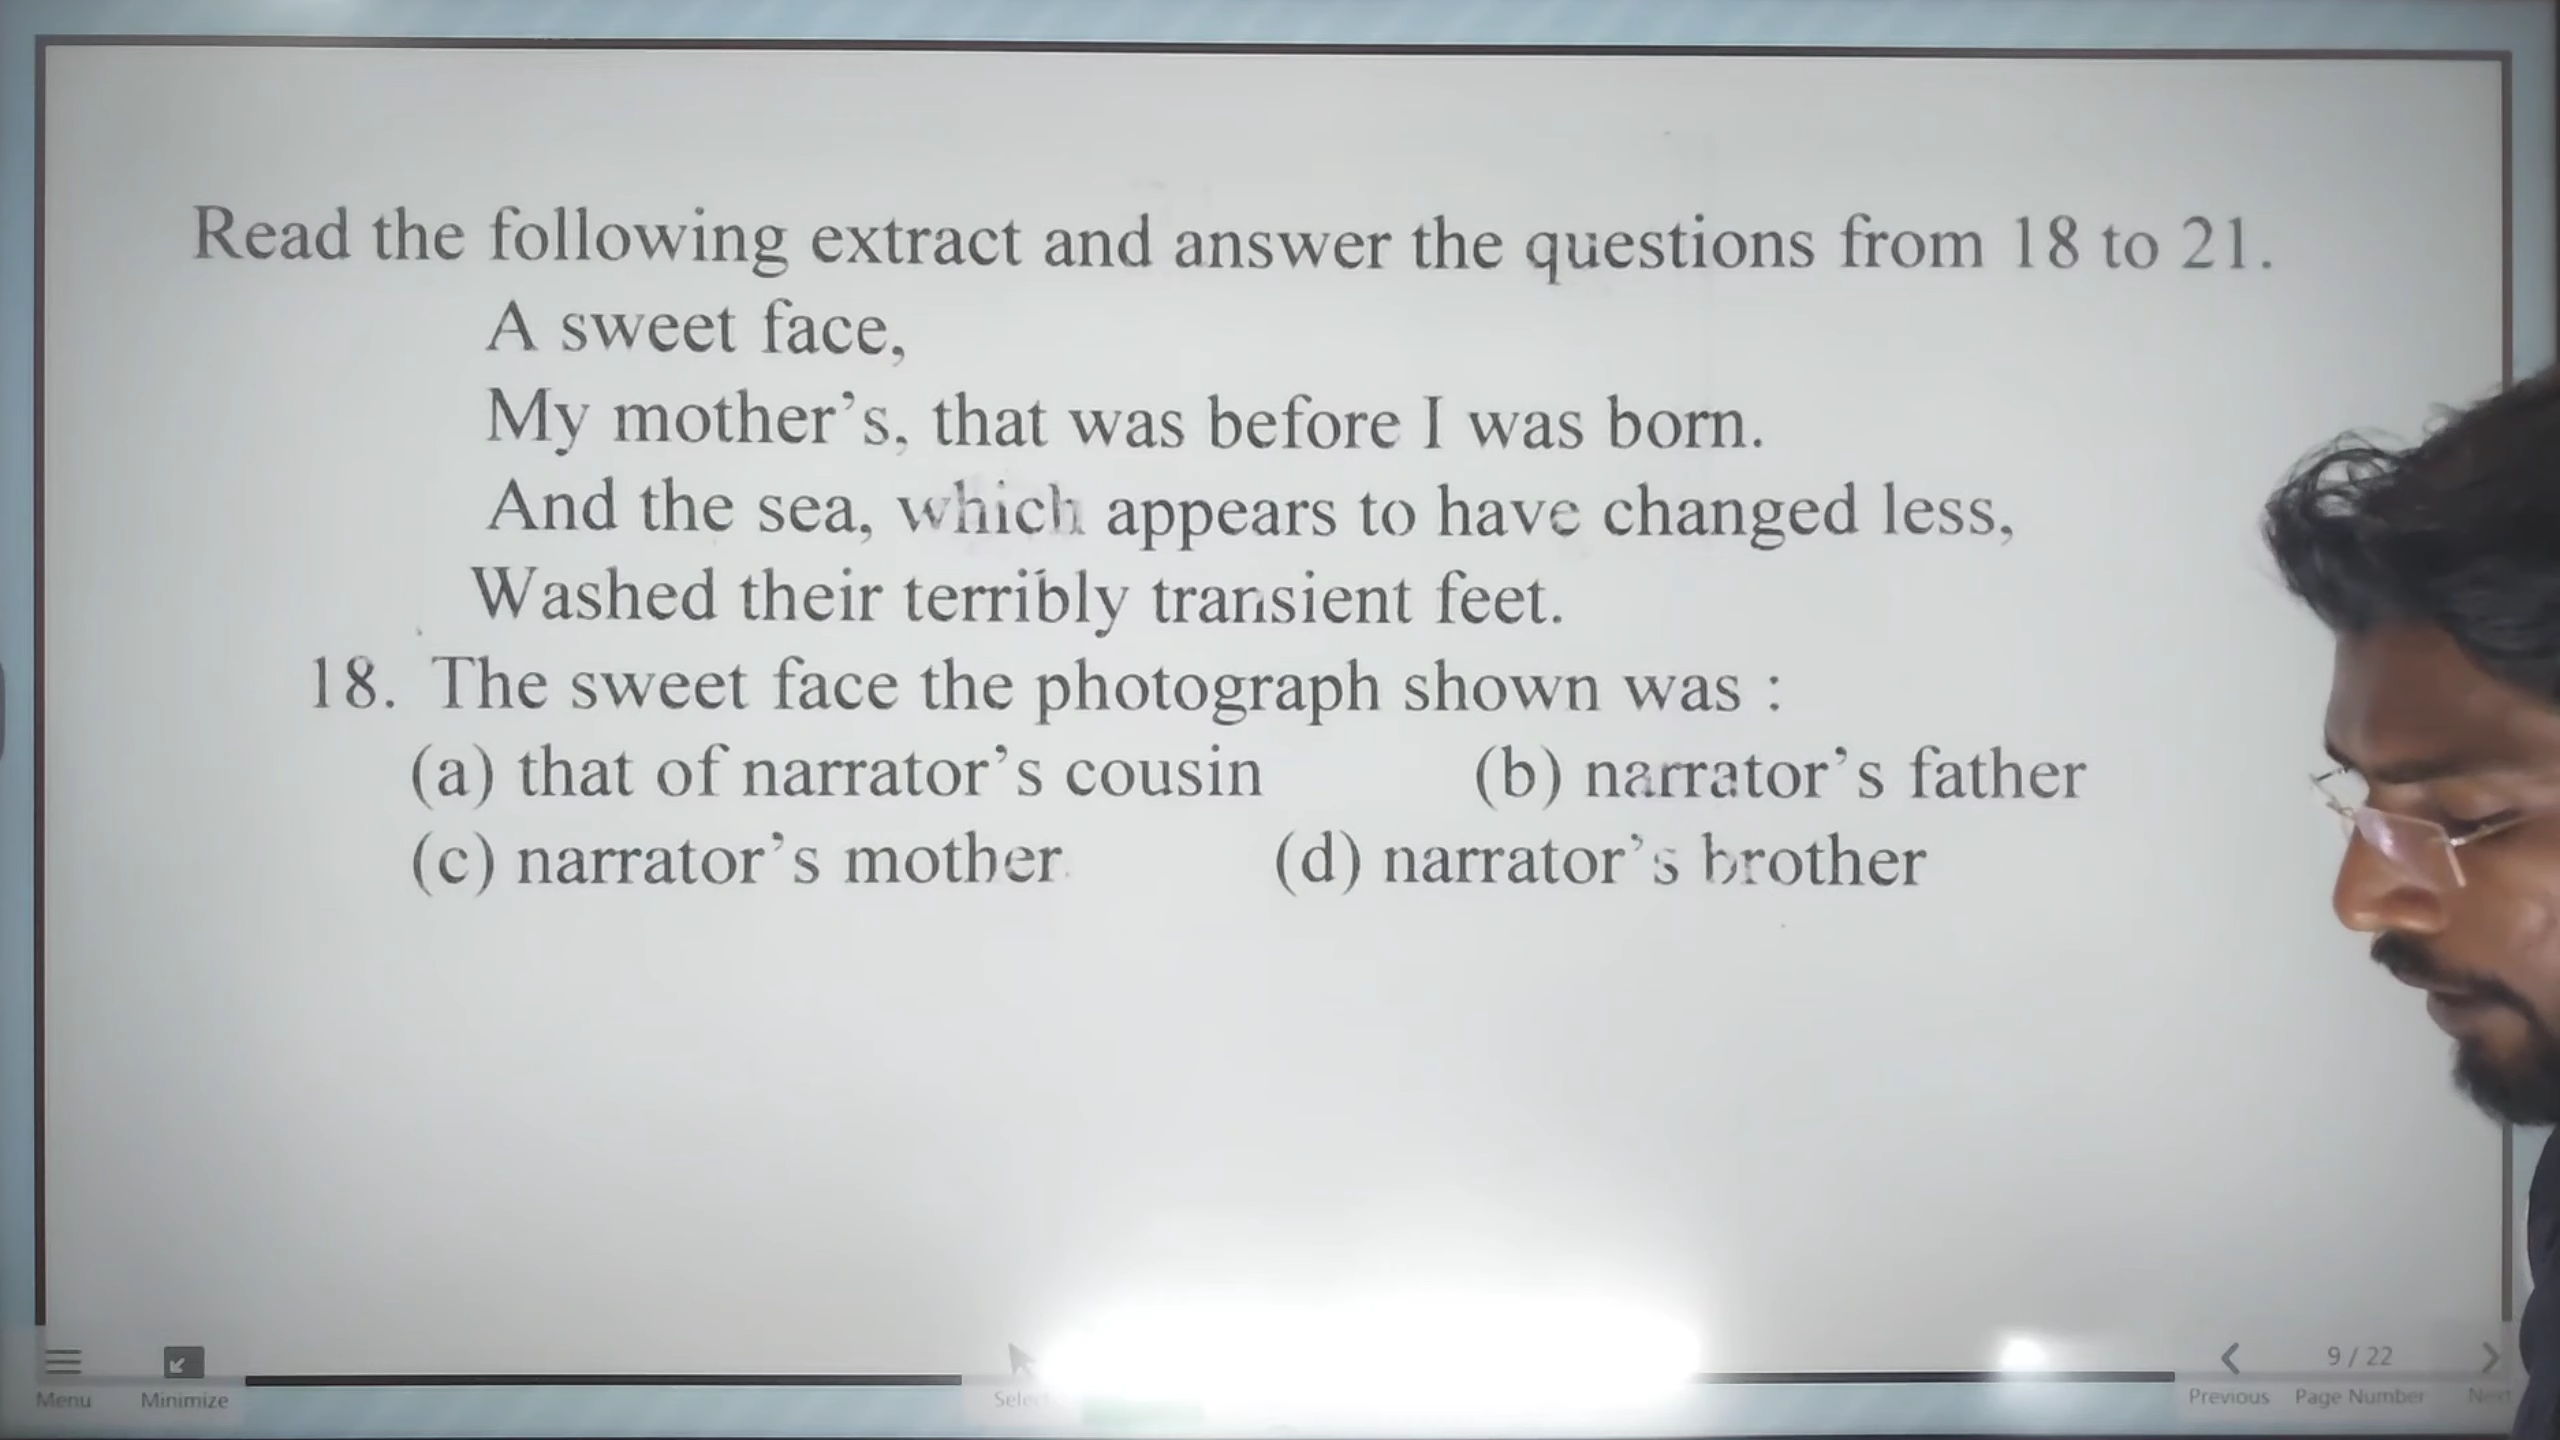 Read the following extract and answer the questions from 18 to 21.
A sweet face,
My mother’s, that was before I was born.
And the sea, which appears to have changed less,
Washed their terribly transient feet.
18. The sweet face the photograph shown was :
(a) that of narrator’s cousin (b) narrator’s father
(c) narrator’s mother (d) narrator’s brother
Menu Minimize Select Previous 9 / 22 Page Number Next